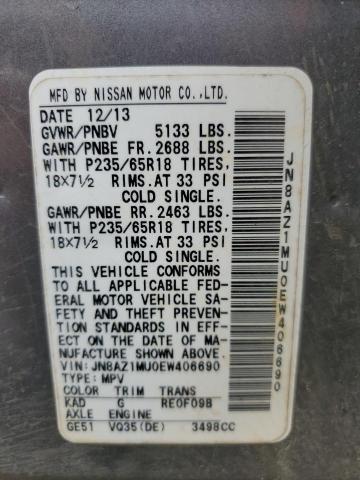 MFD BY NISSAN MOTOR CO.,LTD.
DATE 12/13
GVWR/PNBV 5133 LBS.
GAWR/PNBE FR. 2688 LBS.
WITH P235/65R18 TIRES,
18X7½ RIMS.AT 33 PSI
COLD SINGLE.
GAWR/PNBE RR. 2463 LBS.
WITH P235/65R18 TIRES,
18X7½ RIMS.AT 33 PSI
COLD SINGLE.
THIS VEHICLE CONFORMS
TO ALL APPLICABLE FED-
ERAL MOTOR VEHICLE SA-
FETY AND THEFT PREVENTION
STANDARDS IN EFFECT
ON THE DATE OF MA-
NUFACTURE SHOWN ABOVE.
VIN: JN8AZ1MU0EW406690
TYPE: MPV
COLOR TRIM TRANS
KAD G RE0F09B
AXLE ENGINE
GE51 VQ35(DE) 3498CC
JN8AZ1MU0EW406690